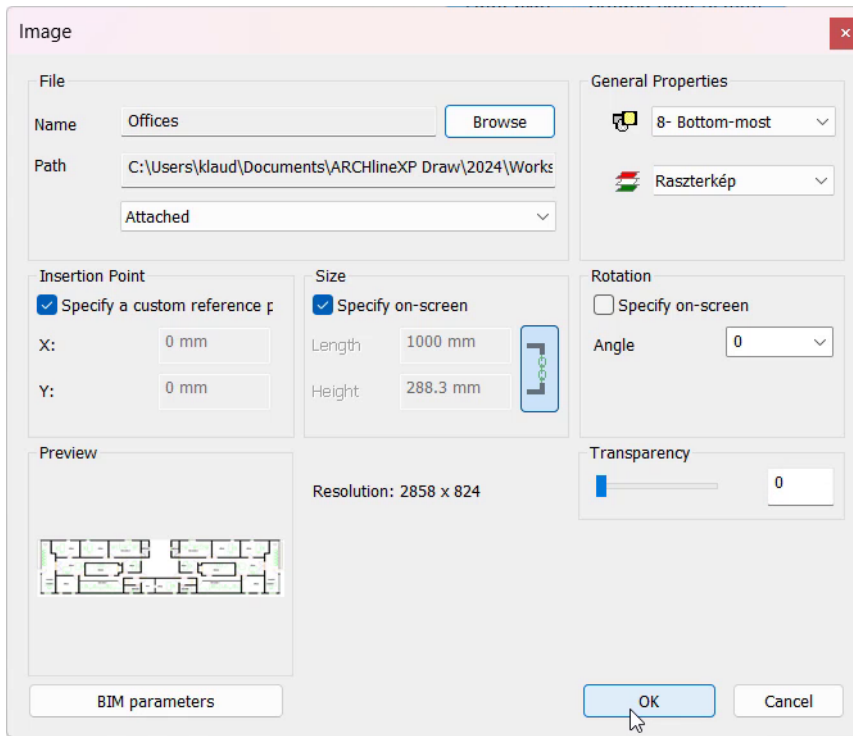 Image
File
Name
Offices
Browse
Path
C:\Users\klaud\Documents\ARCHlineXP Draw\2024\Works
Attached
General Properties
8- Bottom-most
Raszterkép
Insertion Point
Specify a custom reference p
X:
0 mm
Y:
0 mm
Size
Specify on-screen
Length
1000 mm
Height
288.3 mm
Rotation
Specify on-screen
Angle
0
Preview
Resolution: 2858 x 824
Transparency
0
BIM parameters
OK
Cancel